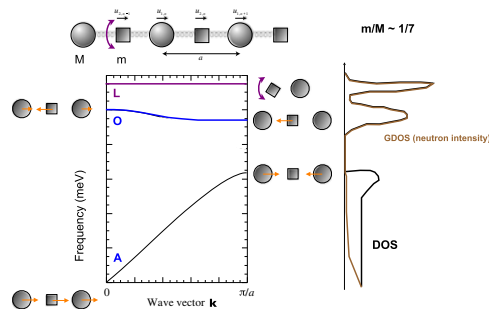 m/M ~ 1/7
M
m
a
L
O
A
GDOS (neutron intensity)
DOS
Frequency (meV)
0
π/a
Wave vector k